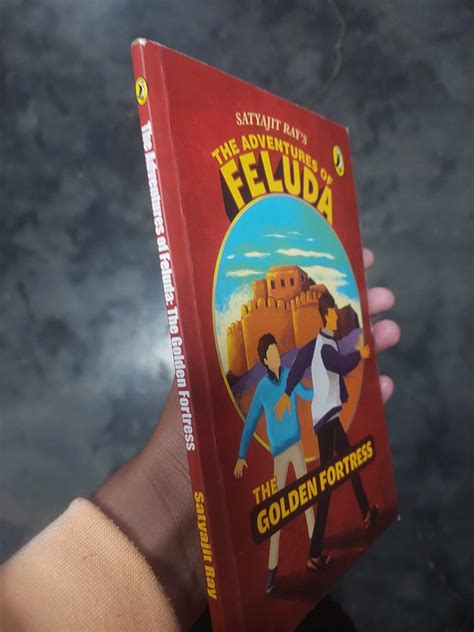 SATYAJIT RAY'S
THE ADVENTURES OF
FELUDA
THE
GOLDEN FORTRESS
The Adventures of Feluda: The Golden Fortress
Satyajit Ray